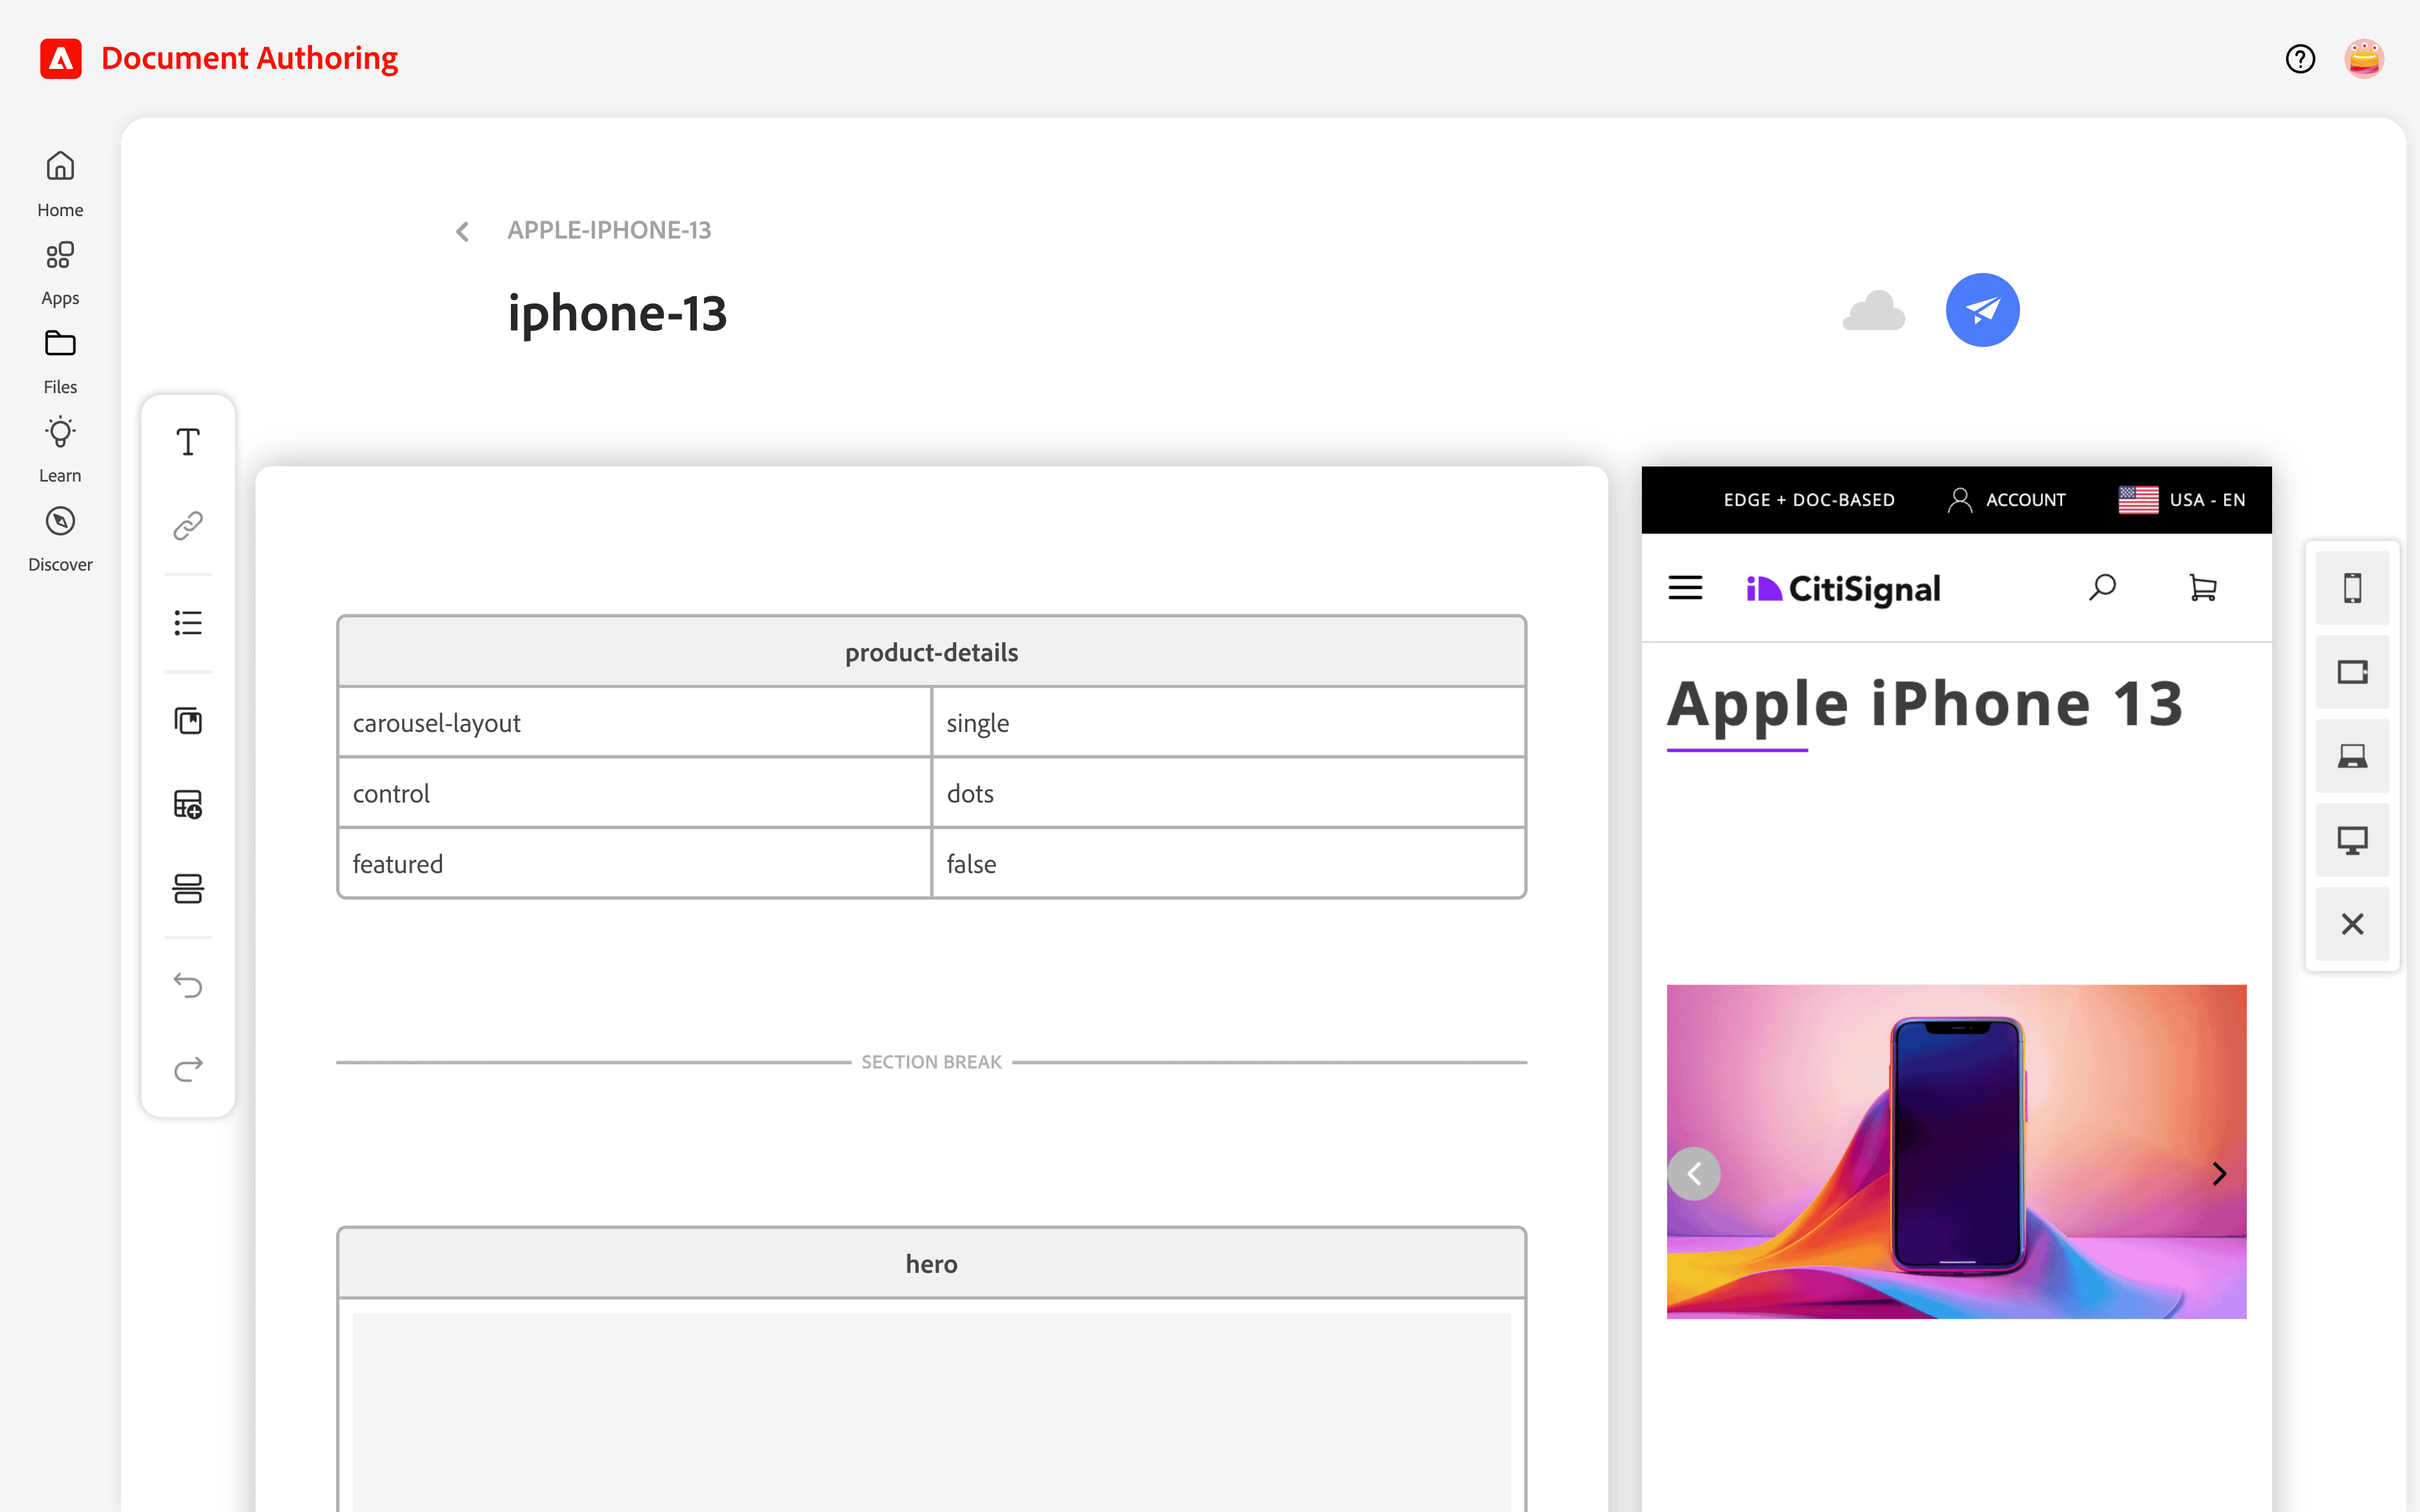 Document Authoring
Home
Apps
Files
Learn
Discover
APPLE-IPHONE-13
iphone-13
product-details
carousel-layout single
control dots
featured false
SECTION BREAK
hero
EDGE + DOC-BASED ACCOUNT USA - EN
CitiSignal
Apple iPhone 13